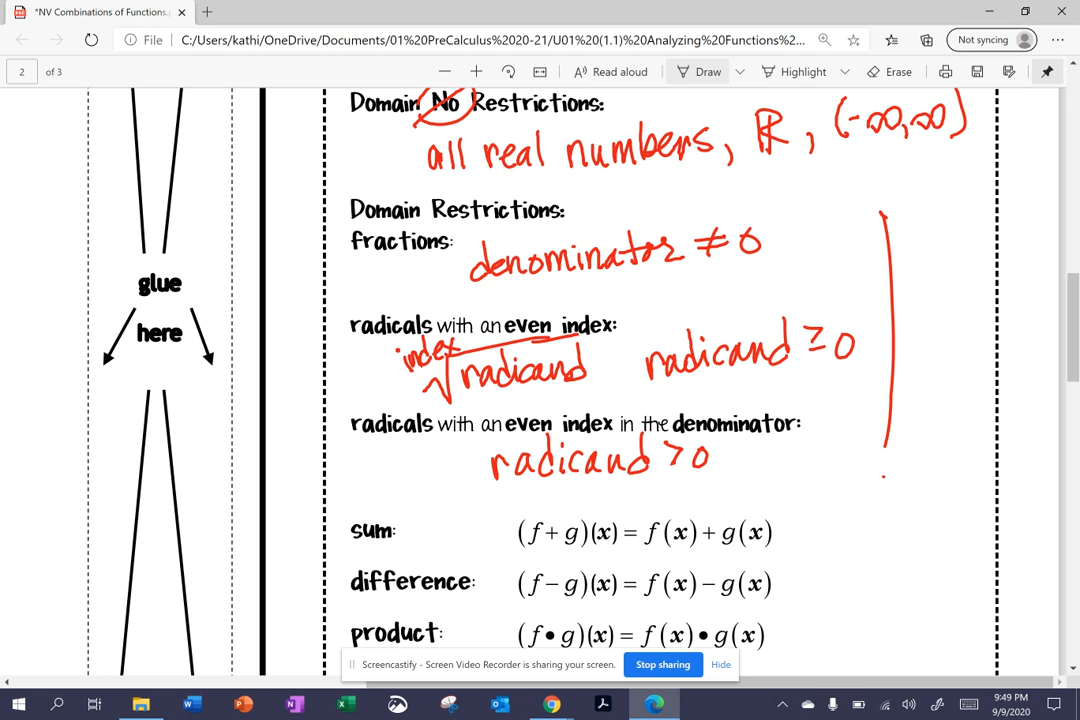 *NV Combinations of Functions.p
File C:/Users/kathi/OneDrive/Documents/01%20PreCalculus%2020-21/U01%20(1.1)%20Analyzing%20Functions%2... Not syncing
2 of 3 Read aloud Draw Highlight Erase
Domain No Restrictions:
all real numbers, ℝ, (-∞,∞)
Domain Restrictions:
fractions: denominator ≠ 0
glue
here
radicals with an even index:
index √radicand radicand ≥ 0
radicals with an even index in the denominator:
radicand > 0
sum: (f + g)(x) = f(x) + g(x)
difference: (f − g)(x) = f(x) − g(x)
product: (f • g)(x) = f(x) • g(x)
Screencastify - Screen Video Recorder is sharing your screen. Stop sharing Hide
9:49 PM
9/9/2020